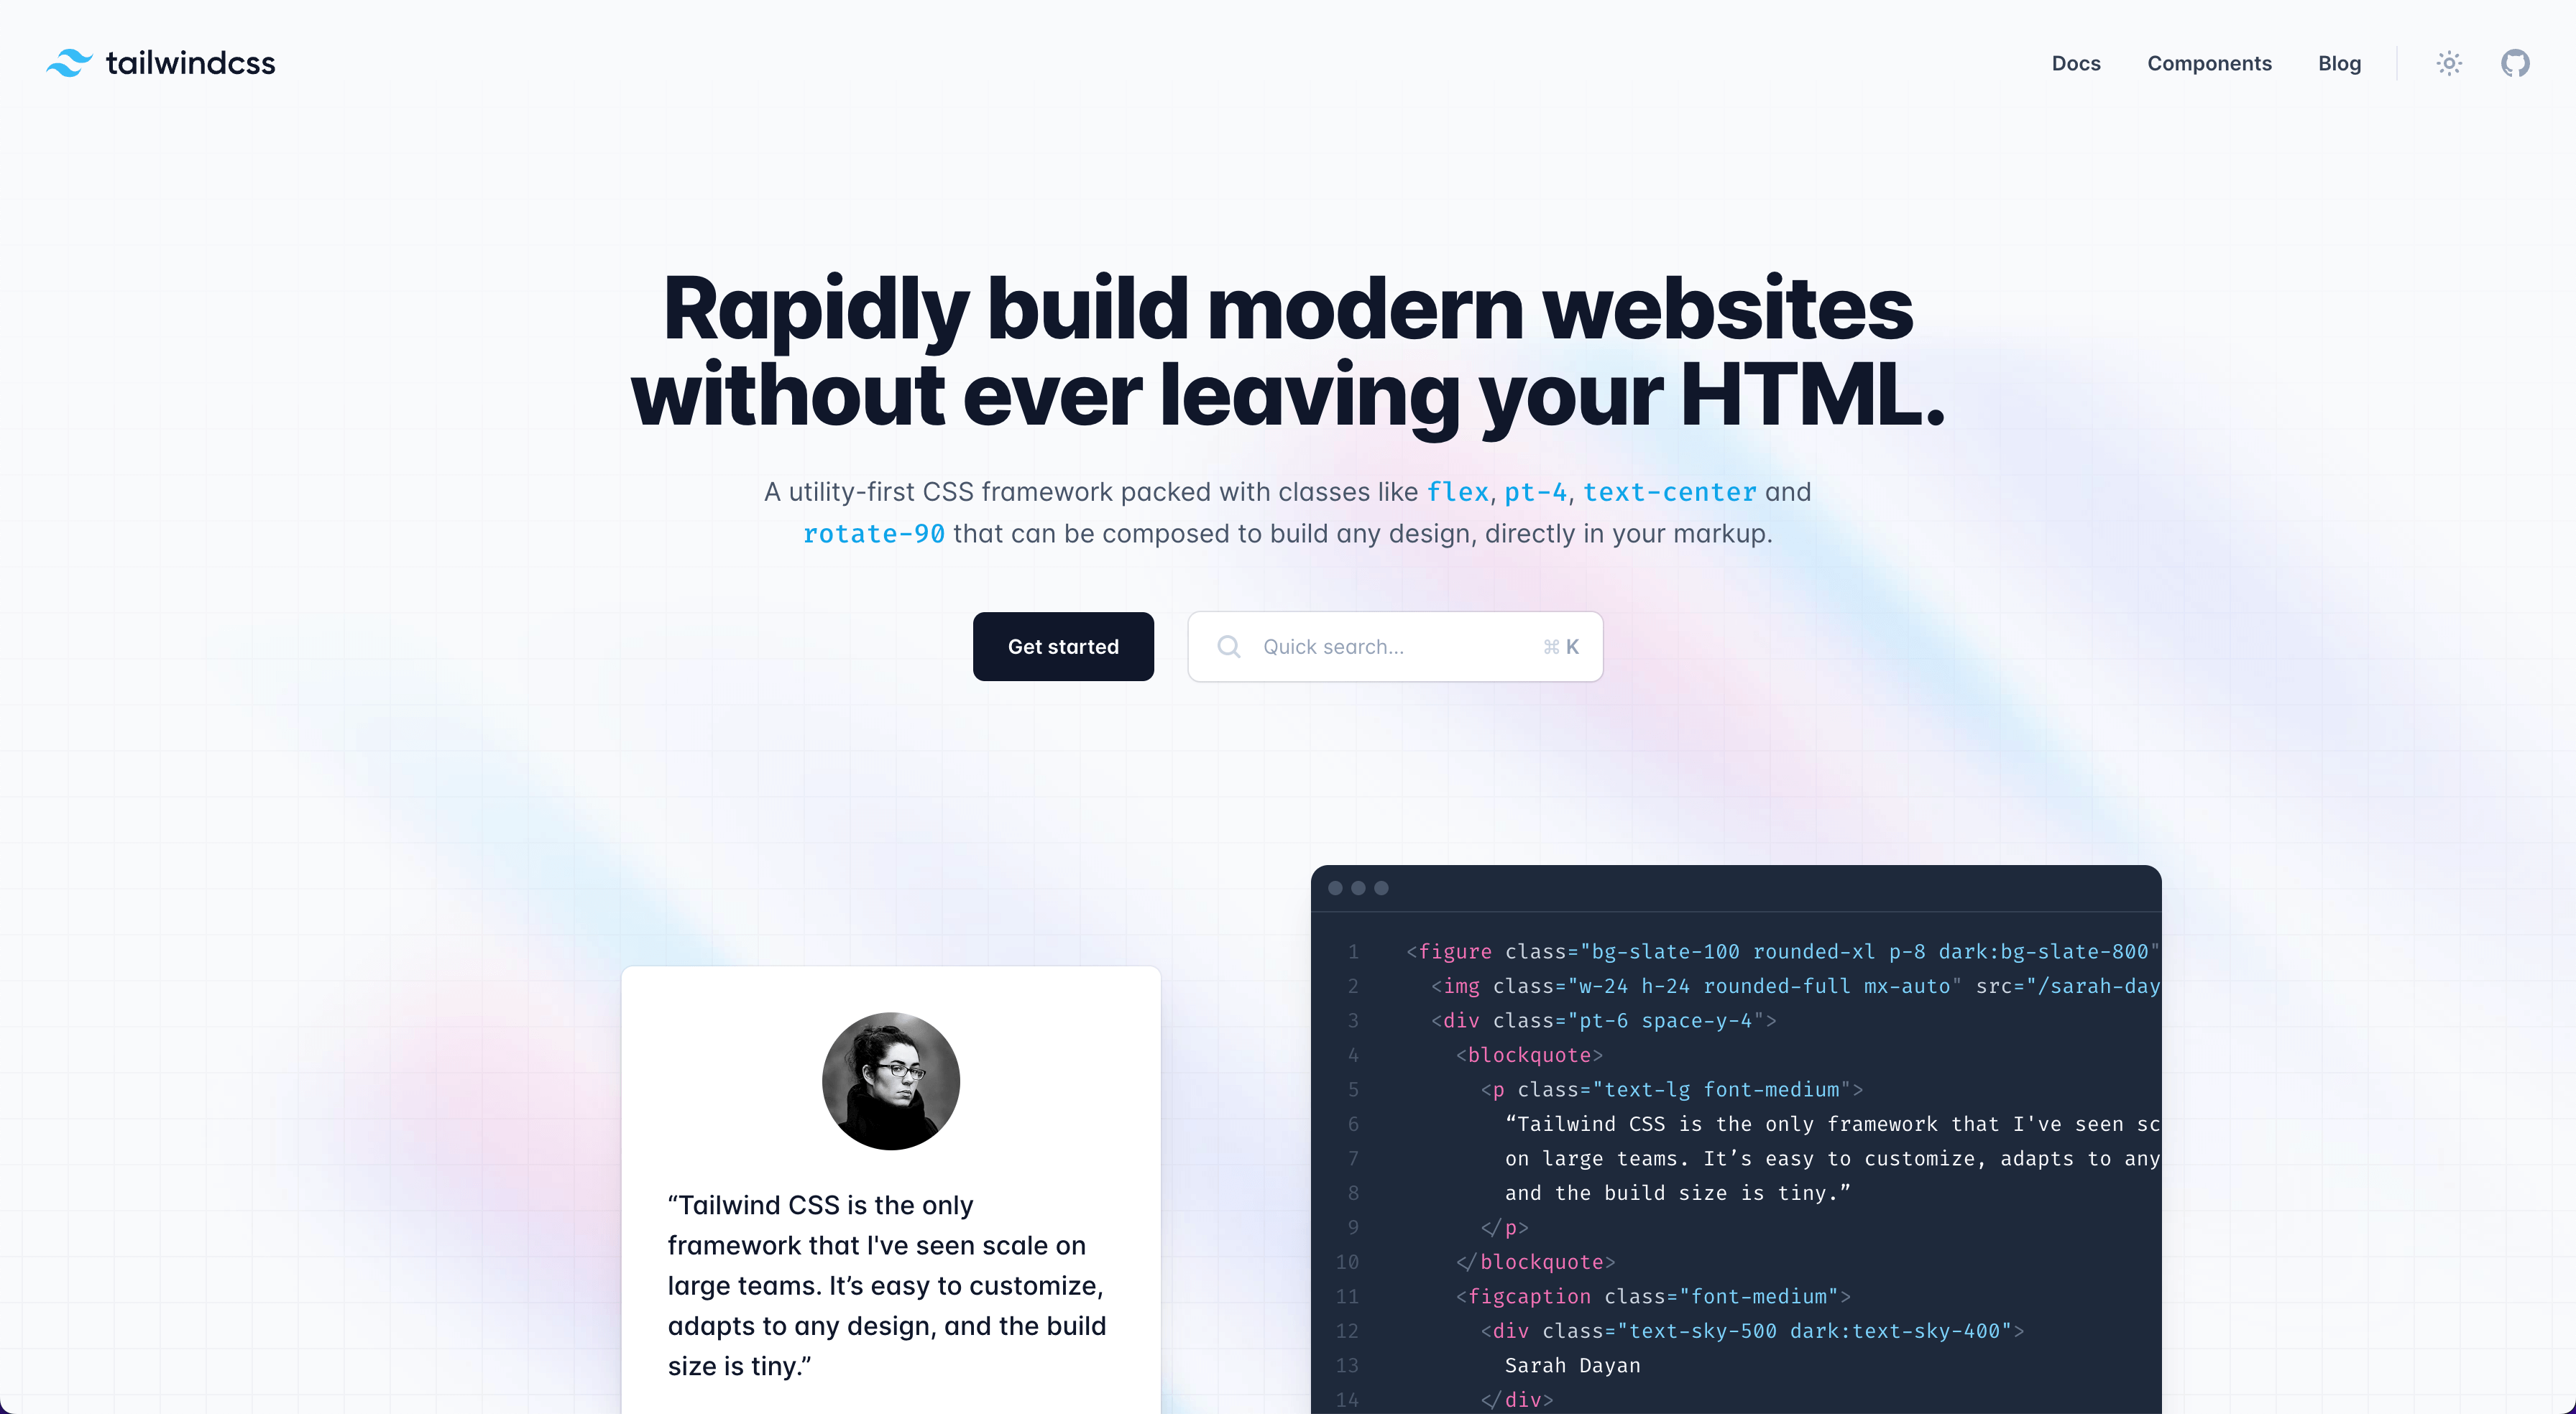 tailwindcss
Docs
Components
Blog
Rapidly build modern websites
without ever leaving your HTML.
A utility-first CSS framework packed with classes like flex, pt-4, text-center and
rotate-90 that can be composed to build any design, directly in your markup.
Get started
Quick search...
⌘ K
“Tailwind CSS is the only
framework that I've seen scale on
large teams. It’s easy to customize,
adapts to any design, and the build
size is tiny.”
1 <figure class="bg-slate-100 rounded-xl p-8 dark:bg-slate-800"
2 <img class="w-24 h-24 rounded-full mx-auto" src="/sarah-day
3 <div class="pt-6 space-y-4">
4 <blockquote>
5 <p class="text-lg font-medium">
6 “Tailwind CSS is the only framework that I've seen sc
7 on large teams. It’s easy to customize, adapts to any
8 and the build size is tiny.”
9 </p>
10 </blockquote>
11 <figcaption class="font-medium">
12 <div class="text-sky-500 dark:text-sky-400">
13 Sarah Dayan
14 </div>